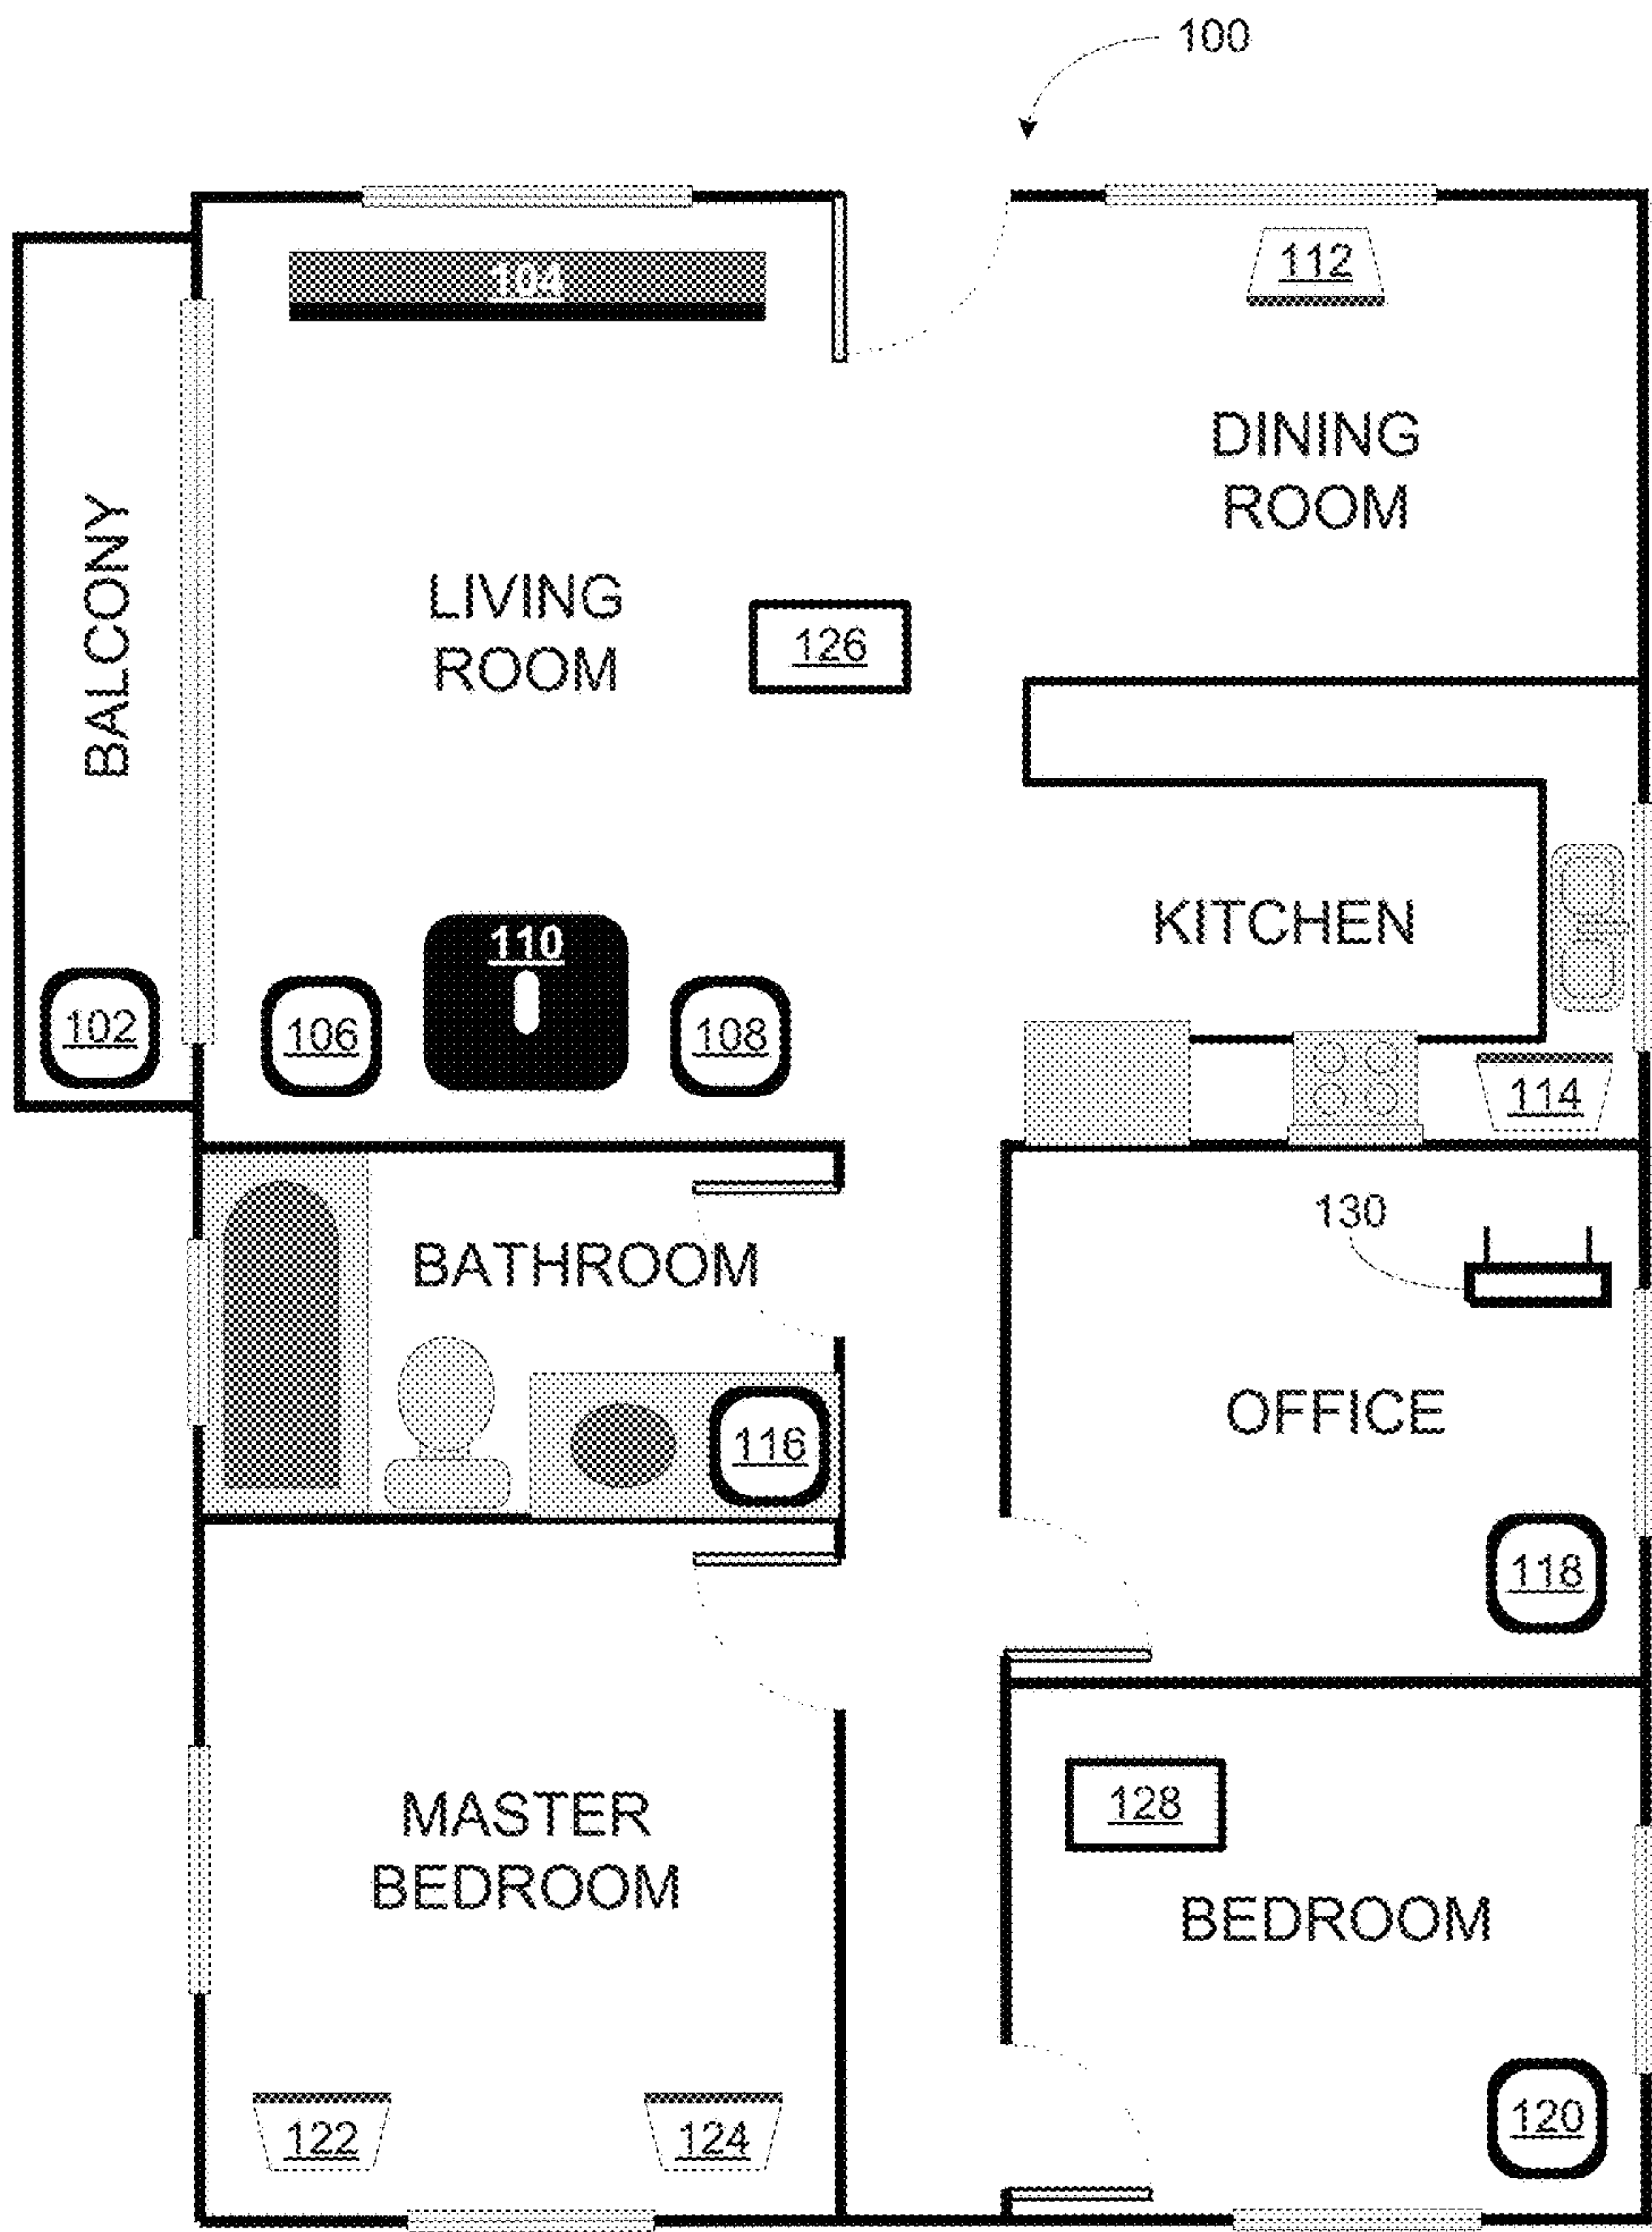 100
104
112
DINING
ROOM
BALCONY
LIVING
ROOM
126
KITCHEN
110
102
106
108
114
130
BATHROOM
OFFICE
116
118
MASTER
BEDROOM
128
BEDROOM
122
124
120